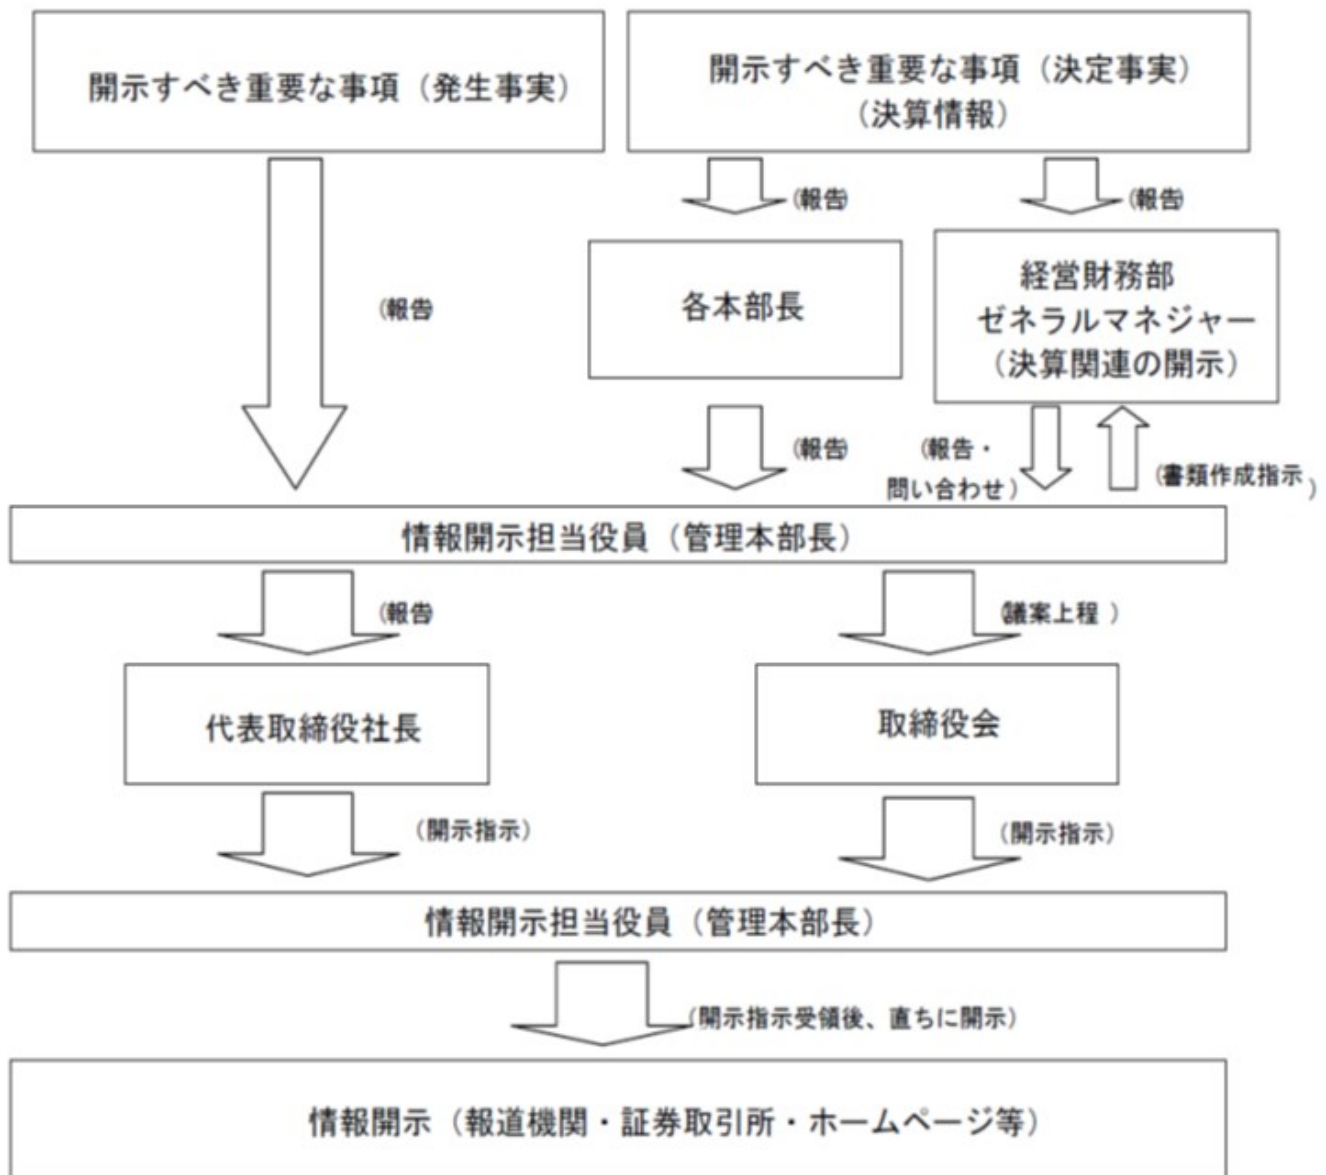 開示すべき重要な事項（発生事実）
開示すべき重要な事項（決定事実）
（決算情報）
（報告）
（報告）
（報告）
各本部長
経営財務部
ゼネラルマネジャー
（決算関連の開示）
（報告）
（報告・
問い合わせ）
（書類作成指示）
情報開示担当役員（管理本部長）
（報告）
（議案上程）
代表取締役社長
取締役会
（開示指示）
（開示指示）
情報開示担当役員（管理本部長）
（開示指示受領後、直ちに開示）
情報開示（報道機関・証券取引所・ホームページ等）